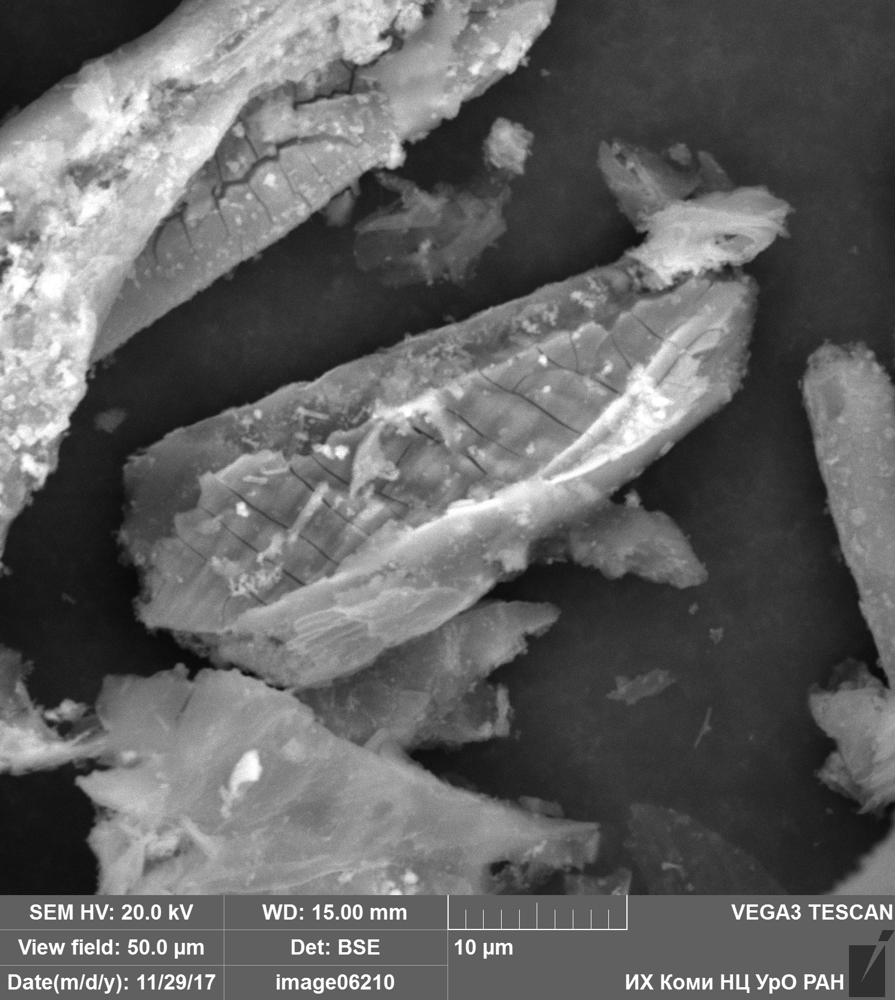 SEM HV: 20.0 kV
WD: 15.00 mm
VEGA3 TESCAN
View field: 50.0 µm
Det: BSE
10 µm
Date(m/d/y): 11/29/17
image06210
ИХ Коми НЦ УрО РАН